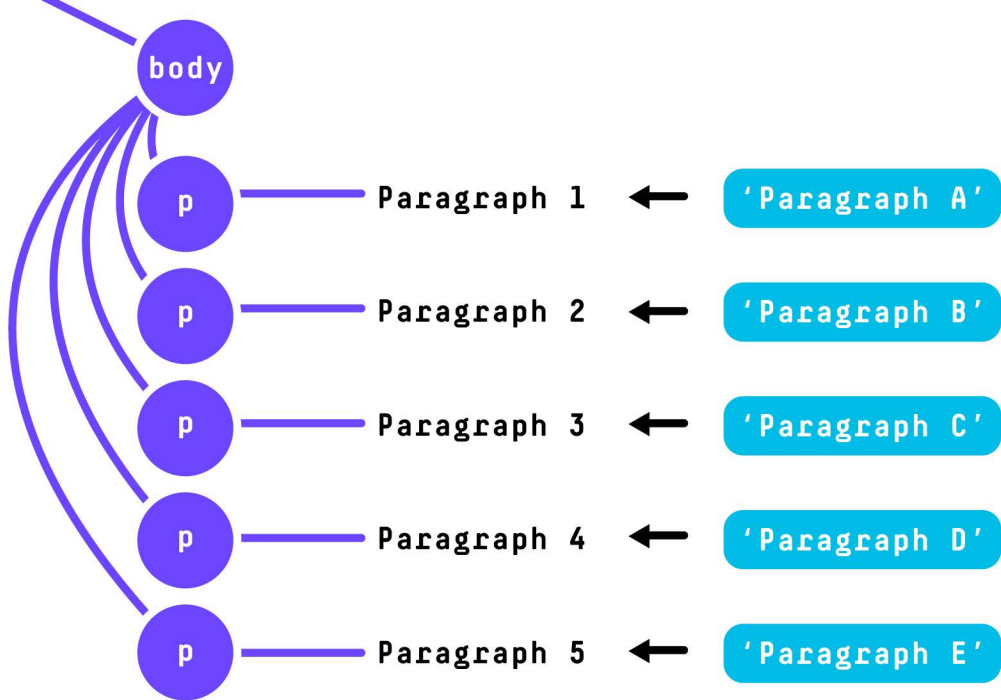 body
p Paragraph 1 ‘Paragraph A’
p Paragraph 2 ‘Paragraph B’
p Paragraph 3 ‘Paragraph C’
p Paragraph 4 ‘Paragraph D’
p Paragraph 5 ‘Paragraph E’